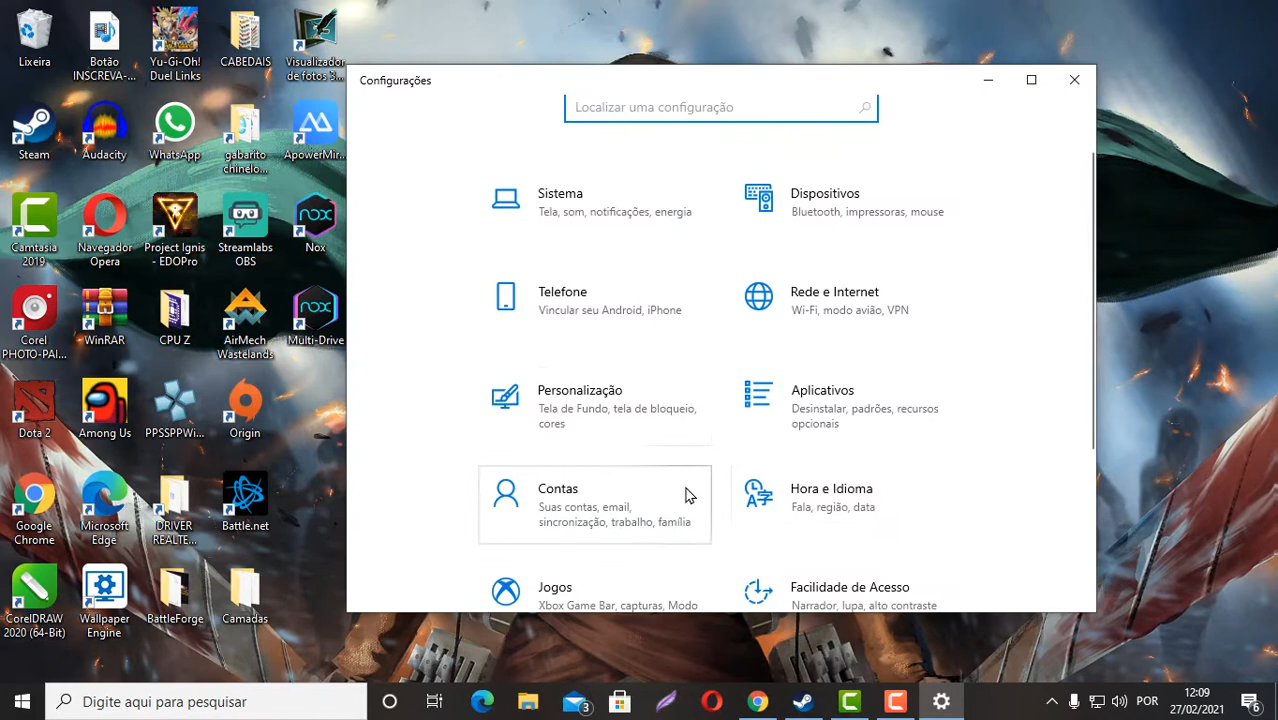 Lixeira
Botão
INSCREVA-...
Yu-Gi-Oh!
Duel Links
CABEDAIS
Visualizador
de fotos 3...
Steam
Audacity
WhatsApp
gabarito
chinelo...
ApowerMir...
Camtasia
2019
Navegador
Opera
Project Ignis
- EDOPro
Streamlabs
OBS
Nox
Corel
PHOTO-PAI...
WinRAR
CPU Z
AirMech
Wastelands
Multi-Drive
Dota 2
Among Us
PPSSPPWi...
Origin
Google
Chrome
Microsoft
Edge
DRIVER
REALTE...
Battle.net
CorelDRAW
2020 (64-Bit)
Wallpaper
Engine
BattleForge
Camadas
Configurações
Localizar uma configuração
Sistema
Tela, som, notificações, energia
Dispositivos
Bluetooth, impressoras, mouse
Telefone
Vincular seu Android, iPhone
Rede e Internet
Wi-Fi, modo avião, VPN
Personalização
Tela de Fundo, tela de bloqueio,
cores
Aplicativos
Desinstalar, padrões, recursos
opcionais
Contas
Suas contas, email,
sincronização, trabalho, família
Hora e Idioma
Fala, região, data
Jogos
Xbox Game Bar, capturas, Modo
Facilidade de Acesso
Narrador, lupa, alto contraste
Digite aqui para pesquisar
3
POR
12:09
27/02/2021
6